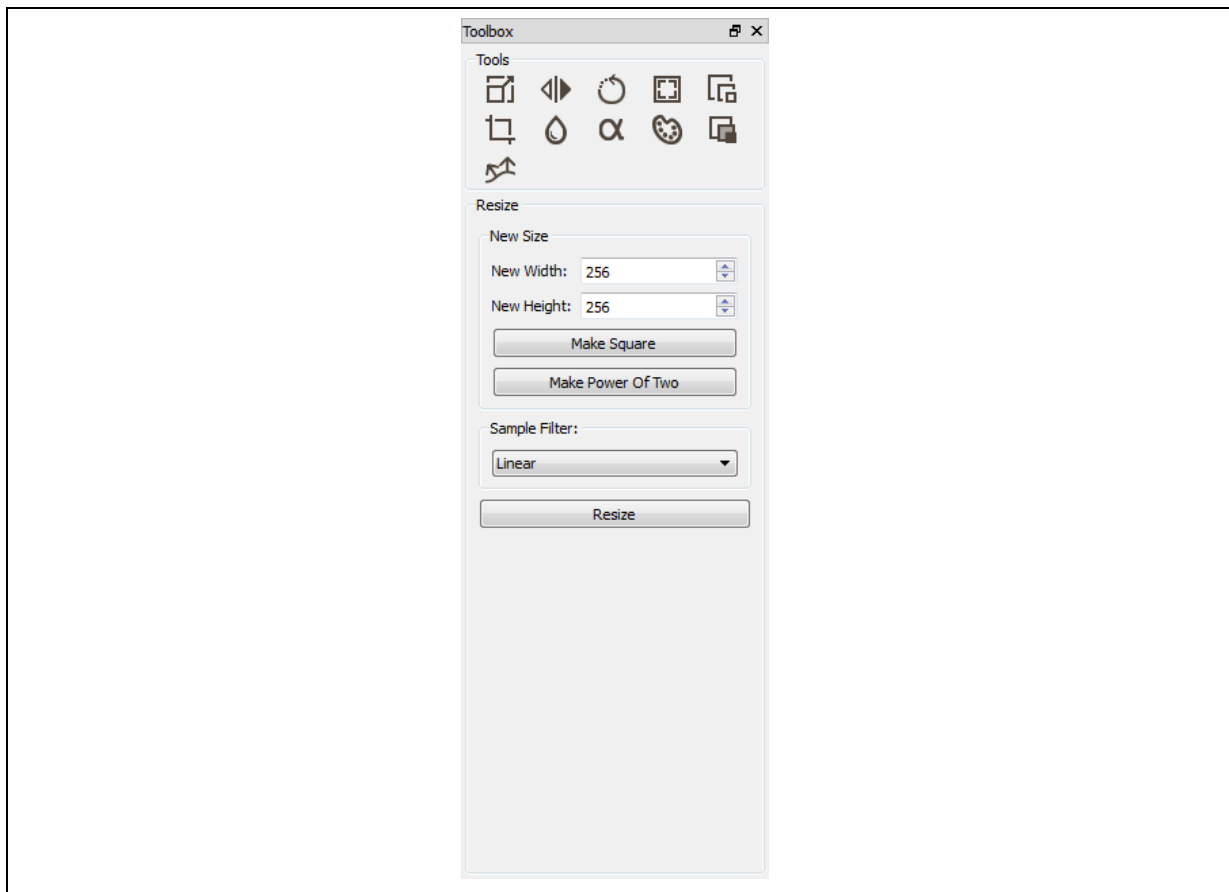 Toolbox
Tools
α
Resize
New Size
New Width: 256
New Height: 256
Make Square
Make Power Of Two
Sample Filter:
Linear
Resize